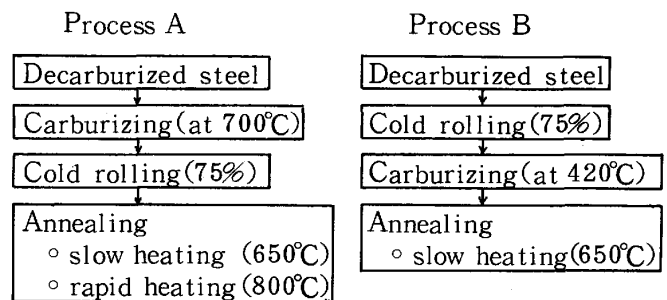 Process A
Decarburized steel
Carburizing(at 700℃)
Cold rolling(75%)
Annealing
○ slow heating (650℃)
○ rapid heating(800℃)
Process B
Decarburized steel
Cold rolling(75%)
Carburizing(at 420℃)
Annealing
○ slow heating(650℃)